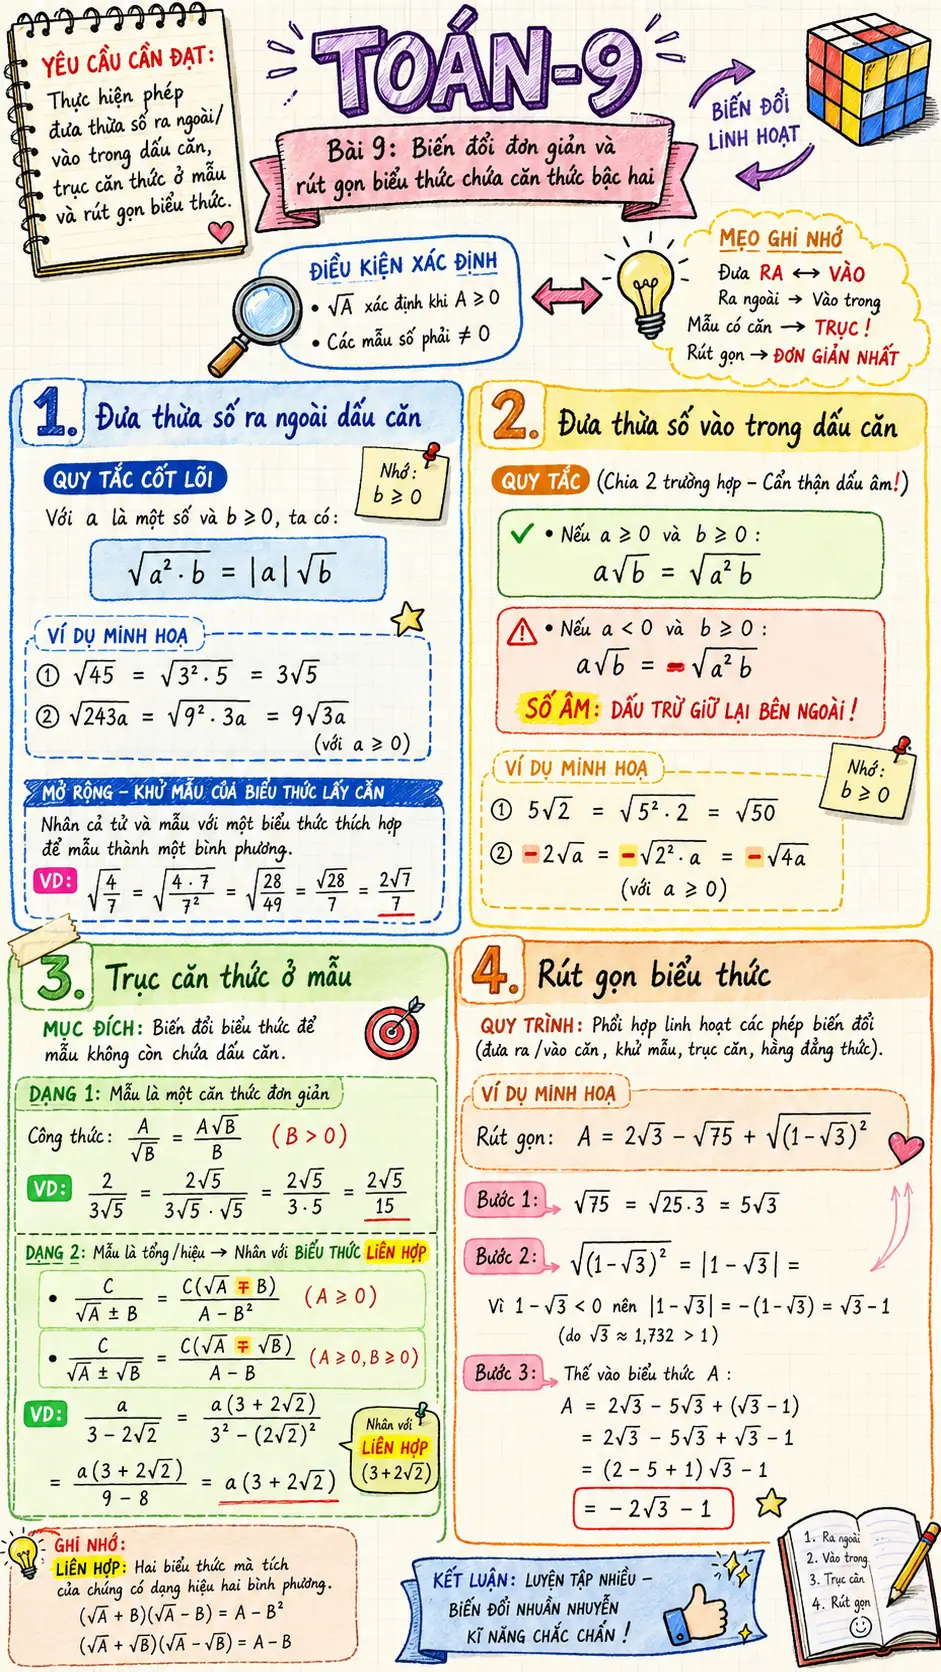 YÊU CẦU CẦN ĐẠT:
Thực hiện phép
đưa thừa số ra ngoài/
vào trong dấu căn,
trục căn thức ở mẫu
và rút gọn biểu thức.
TOÁN-9
Bài 9: Biến đổi đơn giản và
rút gọn biểu thức chứa căn thức bậc hai
BIẾN ĐỔI
LINH HOẠT
ĐIỀU KIỆN XÁC ĐỊNH
• √A xác định khi A ≥ 0
• Các mẫu số phải ≠ 0
MẸO GHI NHỚ
Đưa RA ↔ VÀO
Ra ngoài → Vào trong
Mẫu có căn → TRỤC !
Rút gọn → ĐƠN GIẢN NHẤT
1. Đưa thừa số ra ngoài dấu căn
QUY TẮC CỐT LÕI
Nhớ:
b ≥ 0
Với a là một số và b ≥ 0, ta có:
√(a² · b) = |a| √b
VÍ DỤ MINH HOẠ
① √45 = √(3² · 5) = 3√5
② √243a = √(9² · 3a) = 9√3a
(với a ≥ 0)
MỞ RỘNG – KHỬ MẪU CỦA BIỂU THỨC LẤY CĂN
Nhân cả tử và mẫu với một biểu thức thích hợp
để mẫu thành một bình phương.
VD: √(4/7) = √(4 · 7 / 7²) = √(28/49) = √28/7 = 2√7/7
2. Đưa thừa số vào trong dấu căn
QUY TẮC (Chia 2 trường hợp – Cẩn thận dấu âm!)
• Nếu a ≥ 0 và b ≥ 0 :
a√b = √(a² b)
• Nếu a < 0 và b ≥ 0 :
a√b = - √(a² b)
SỐ ÂM: DẤU TRỪ GIỮ LẠI BÊN NGOÀI !
VÍ DỤ MINH HOẠ
Nhớ:
b ≥ 0
① 5√2 = √(5² · 2) = √50
② -2√a = -√(2² · a) = -√4a
(với a ≥ 0)
3. Trục căn thức ở mẫu
MỤC ĐÍCH: Biến đổi biểu thức để
mẫu không còn chứa dấu căn.
DẠNG 1: Mẫu là một căn thức đơn giản
Công thức: A/√B = A√B/B (B > 0)
VD: 2/(3√5) = 2√5/(3√5 · √5) = 2√5/(3 · 5) = 2√5/15
DẠNG 2: Mẫu là tổng/hiệu → Nhân với BIỂU THỨC LIÊN HỢP
• C/(√A ± B) = C(√A ∓ B)/(A - B²) (A ≥ 0)
• C/(√A ± √B) = C(√A ∓ √B)/(A - B) (A ≥ 0, B ≥ 0)
VD: a/(3 - 2√2) = a(3 + 2√2)/(3² - (2√2)²)
= a(3 + 2√2)/(9 - 8) = a(3 + 2√2)
Nhân với
LIÊN HỢP
(3+2√2)
GHI NHỚ:
LIÊN HỢP: Hai biểu thức mà tích
của chúng có dạng hiệu hai bình phương.
(√A + B)(√A - B) = A - B²
(√A + √B)(√A - √B) = A - B
4. Rút gọn biểu thức
QUY TRÌNH: Phối hợp linh hoạt các phép biến đổi
(đưa ra/vào căn, khử mẫu, trục căn, hằng đẳng thức).
VÍ DỤ MINH HOẠ
Rút gọn: A = 2√3 - √75 + √((1-√3)²)
Bước 1: √75 = √(25·3) = 5√3
Bước 2: √((1-√3)²) = |1-√3| =
Vì 1-√3 < 0 nên |1-√3| = -(1-√3) = √3 - 1
(do √3 ≈ 1,732 > 1)
Bước 3: Thế vào biểu thức A :
A = 2√3 - 5√3 + (√3 - 1)
= 2√3 - 5√3 + √3 - 1
= (2 - 5 + 1) √3 - 1
= - 2√3 - 1
KẾT LUẬN: LUYỆN TẬP NHIỀU –
BIẾN ĐỔI NHUẦN NHUYỄN
KĨ NĂNG CHẮC CHẮN !
1. Ra ngoài
2. Vào trong
3. Trục căn
4. Rút gọn